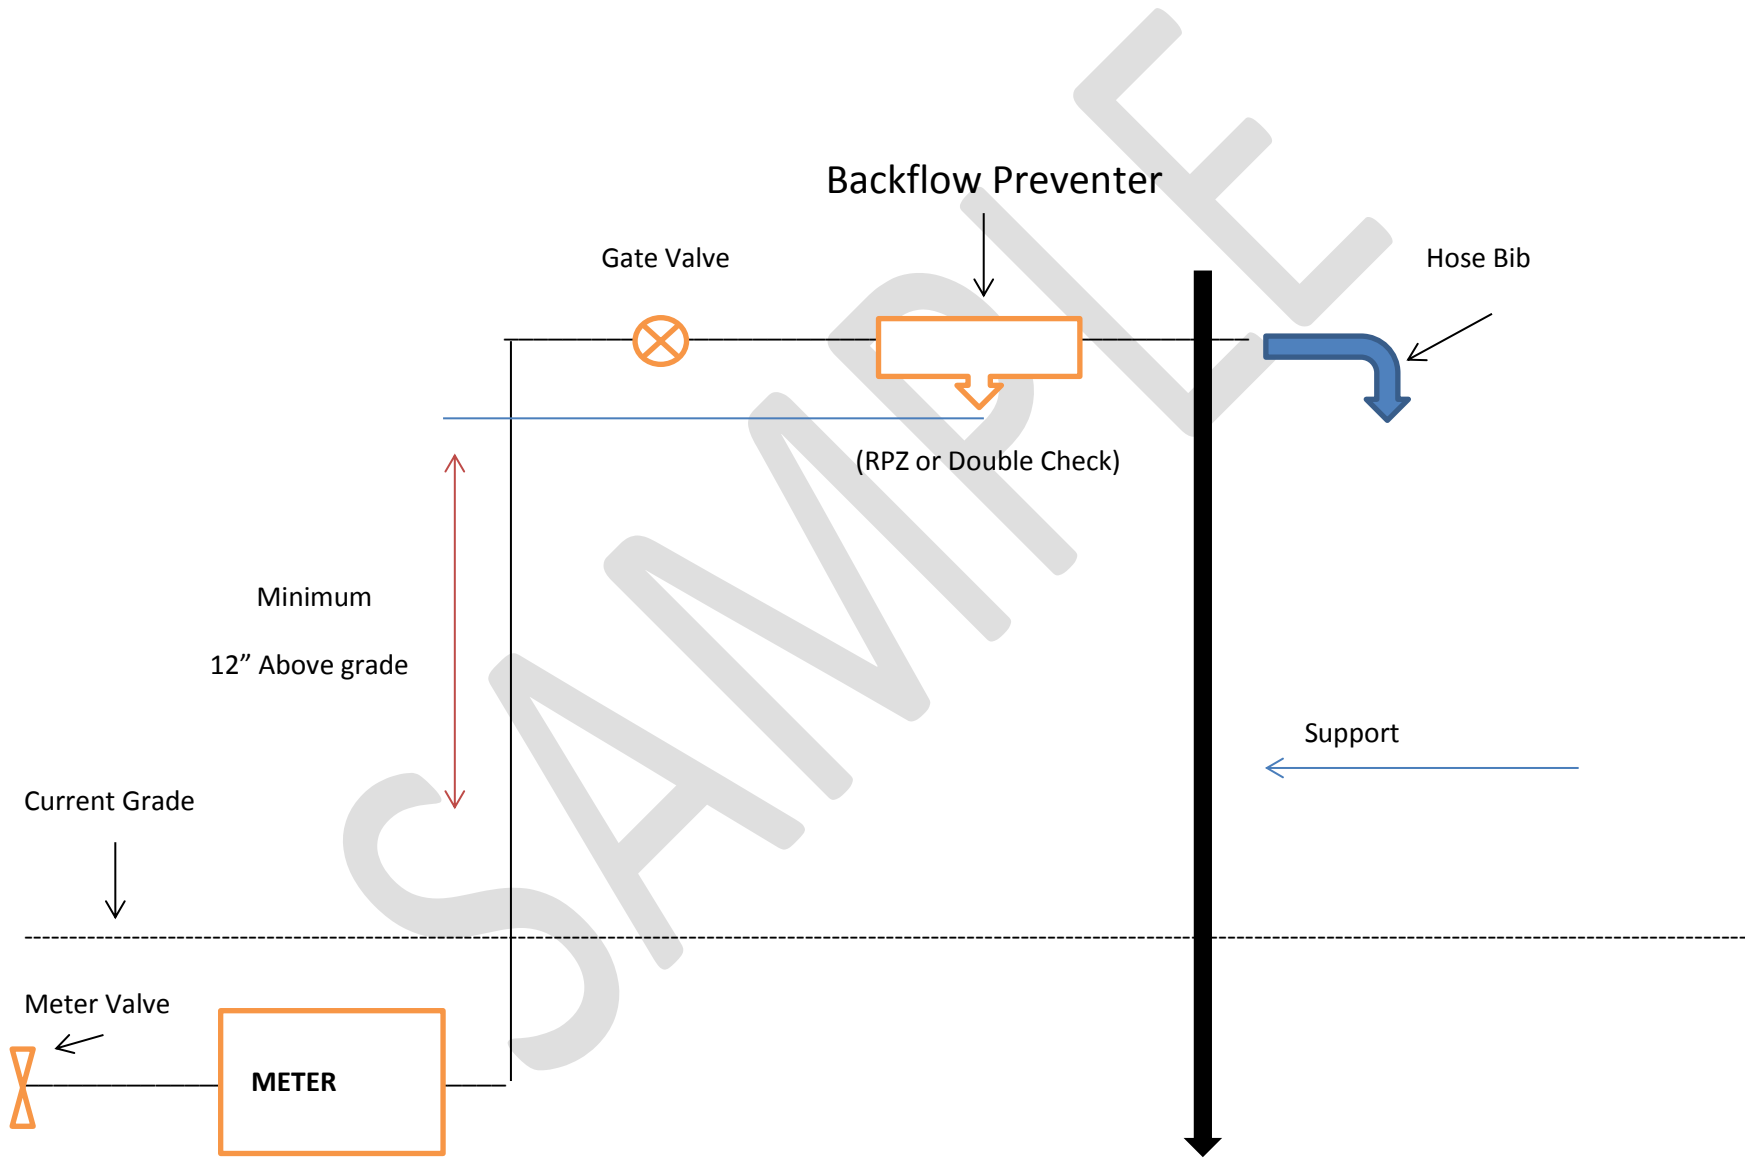 Backflow Preventer
Gate Valve
Hose Bib
(RPZ or Double Check)
Minimum
12” Above grade
Support
Current Grade
Meter Valve
METER
SAMPLE